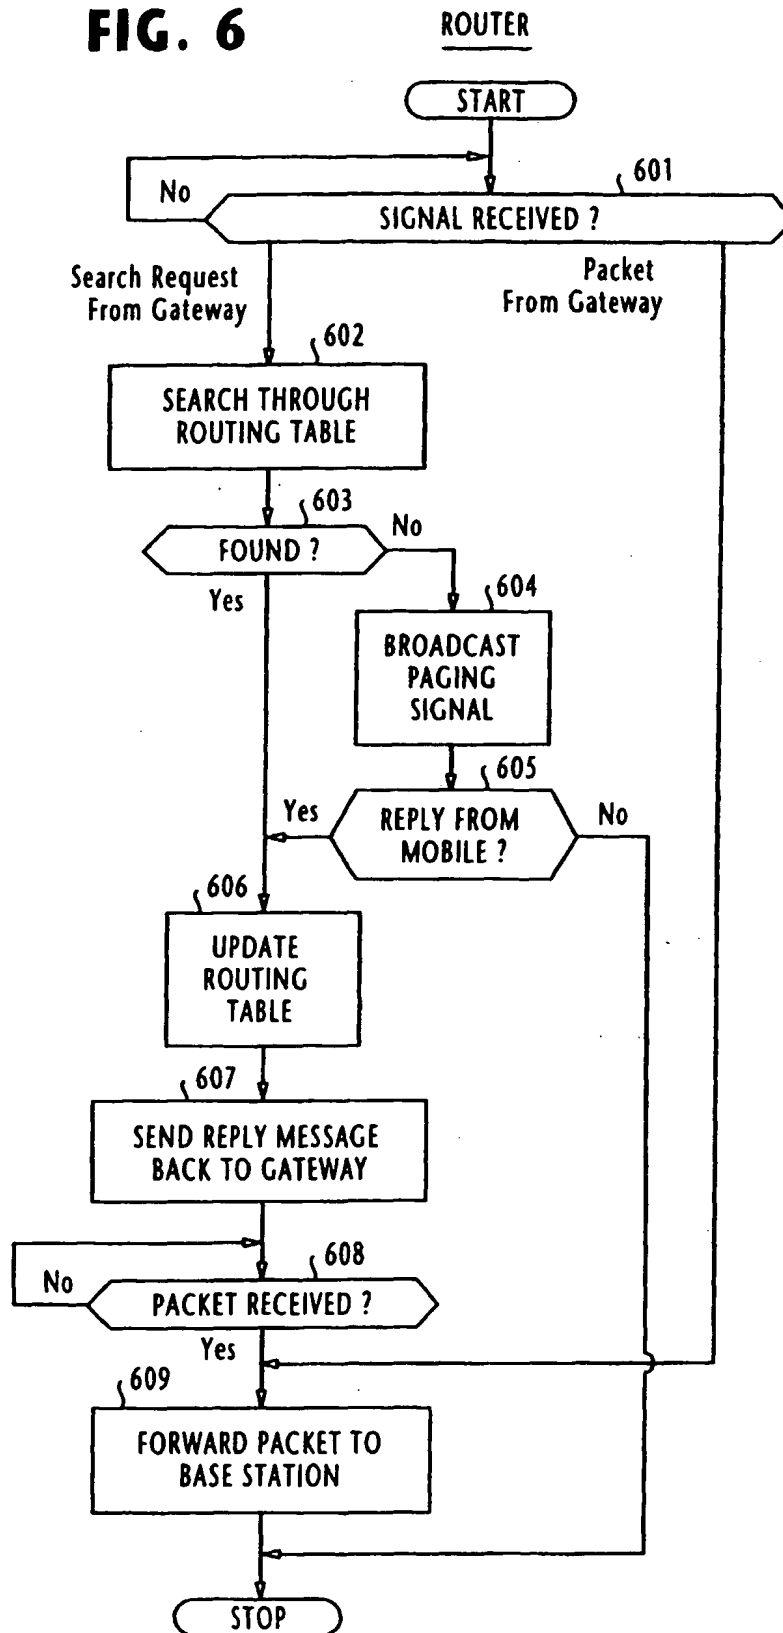 FIG. 6
ROUTER
START
601
No
SIGNAL RECEIVED ?
Search Request
From Gateway
Packet
From Gateway
602
SEARCH THROUGH
ROUTING TABLE
603
FOUND ?
No
Yes
604
BROADCAST
PAGING
SIGNAL
605
REPLY FROM
MOBILE ?
Yes
No
606
UPDATE
ROUTING
TABLE
607
SEND REPLY MESSAGE
BACK TO GATEWAY
608
No
PACKET RECEIVED ?
Yes
609
FORWARD PACKET TO
BASE STATION
STOP